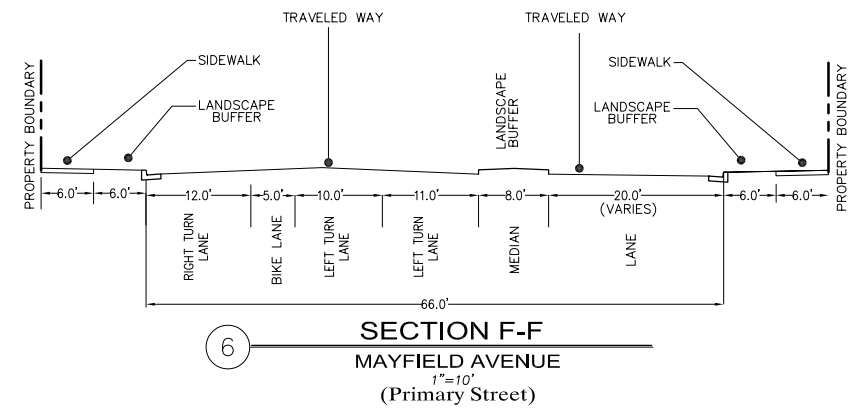 TRAVELED WAY
TRAVELED WAY
SIDEWALK
SIDEWALK
LANDSCAPE
BUFFER
LANDSCAPE
BUFFER
LANDSCAPE
BUFFER
PROPERTY BOUNDARY
PROPERTY BOUNDARY
6.0' 6.0' 12.0' 5.0' 10.0' 11.0' 8.0' 20.0' 6.0' 6.0'
(VARIES)
RIGHT TURN
LANE
BIKE LANE
LEFT TURN
LANE
LEFT TURN
LANE
MEDIAN
LANE
66.0'
6
SECTION F-F
MAYFIELD AVENUE
1"=10'
(Primary Street)